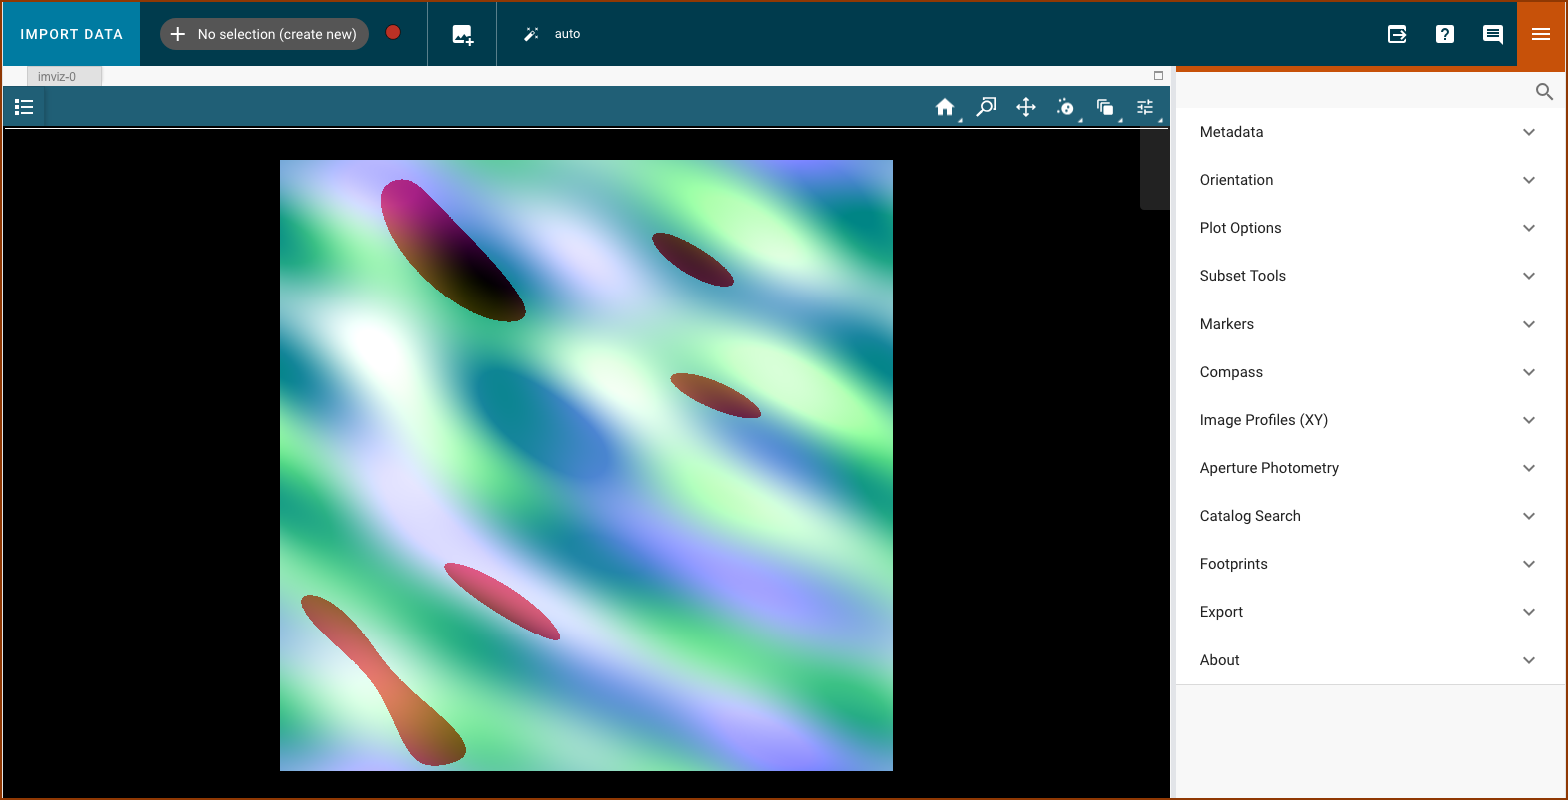 IMPORT DATA
No selection (create new)
auto
imviz-0
Metadata
Orientation
Plot Options
Subset Tools
Markers
Compass
Image Profiles (XY)
Aperture Photometry
Catalog Search
Footprints
Export
About